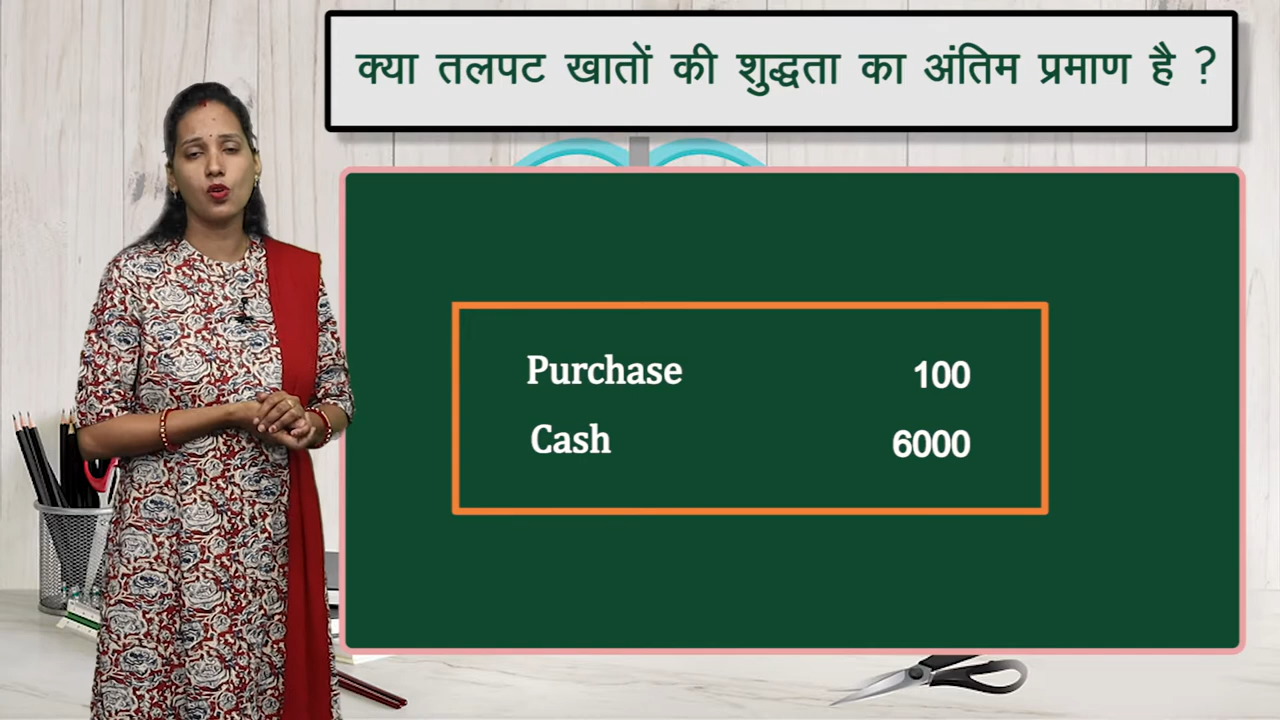 क्या तलपट खातों की शुद्धता का अंतिम प्रमाण है ?
Purchase 100
Cash 6000